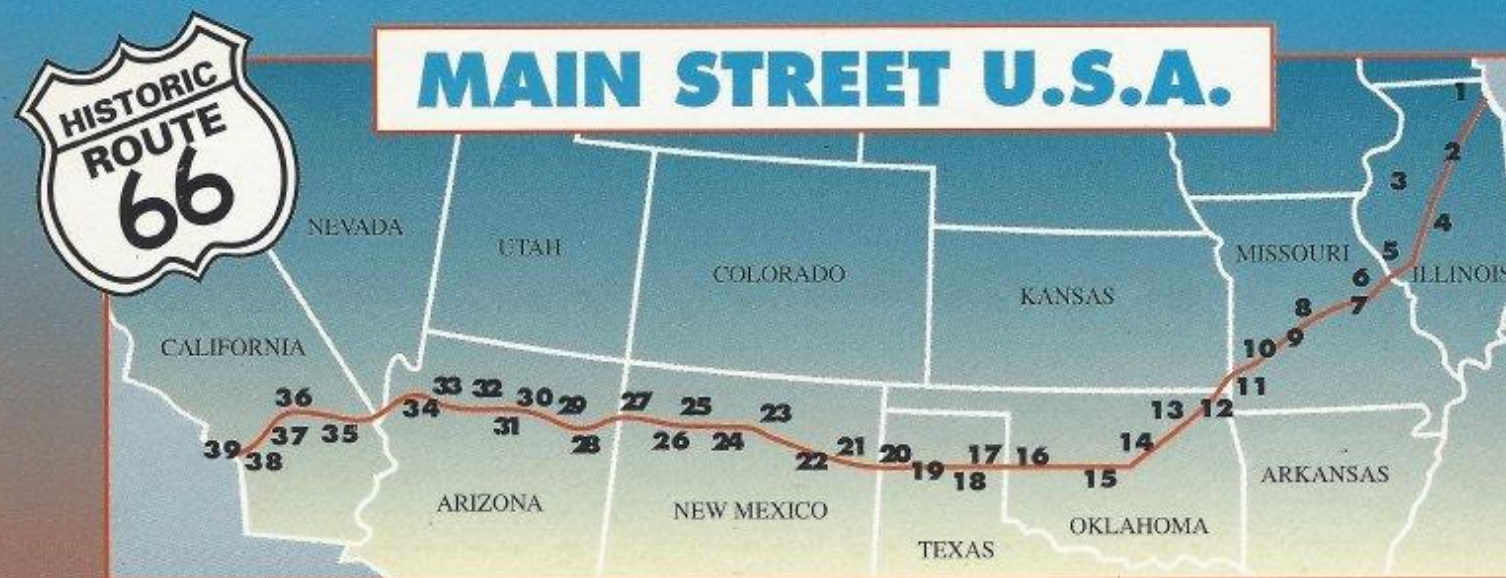 HISTORIC
ROUTE
66
MAIN STREET U.S.A.
1
2
3
4
5
6
7
8
9
10
11
12
13
14
15
16
17
18
19
20
21
22
23
24
25
26
27
28
29
30
31
32
33
34
35
36
37
38
39
NEVADA
UTAH
COLORADO
KANSAS
MISSOURI
ILLINOIS
CALIFORNIA
ARIZONA
NEW MEXICO
TEXAS
OKLAHOMA
ARKANSAS